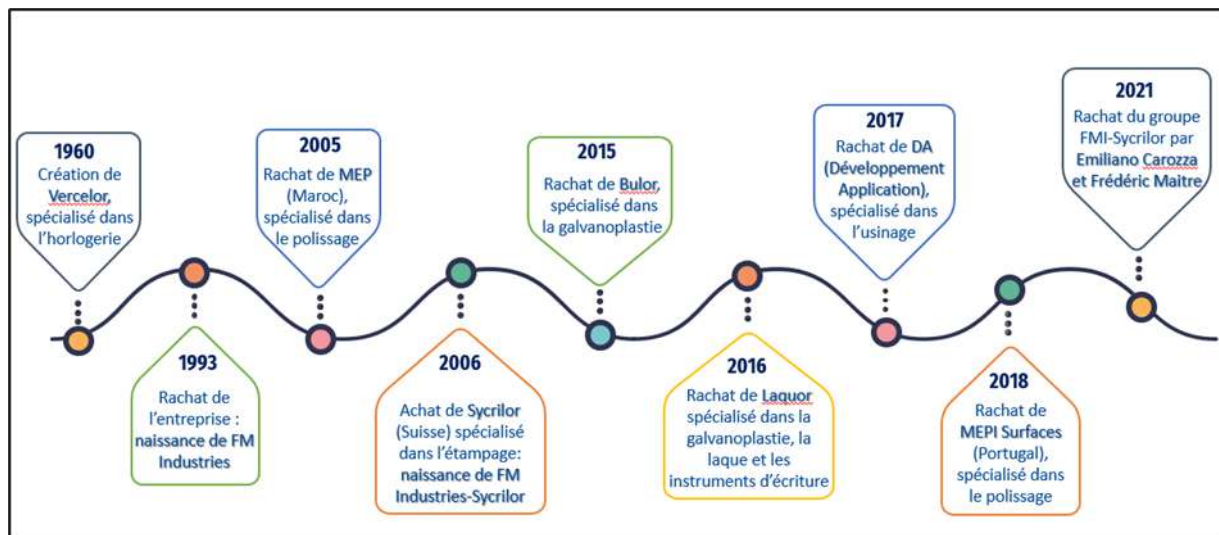 1960
Création de
Vercelor,
spécialisé dans
l'horlogerie
1993
Rachat de
l'entreprise :
naissance de FM
Industries
2005
Rachat de MEP
(Maroc),
spécialisé dans
le polissage
2006
Achat de Sycrilor
(Suisse) spécialisé
dans l'étampage:
naissance de FM
Industries-Sycrilor
2015
Rachat de Bulor,
spécialisé dans
la galvanoplastie
2016
Rachat de Laquor
spécialisé dans la
galvanoplastie, la
laque et les
instruments d'écriture
2017
Rachat de DA
(Développement
Application),
spécialisé dans
l'usinage
2018
Rachat de
MEPI Surfaces
(Portugal),
spécialisé dans
le polissage
2021
Rachat du groupe
FMI-Sycrilor par
Emiliano Carozza
et Frédéric Maitre